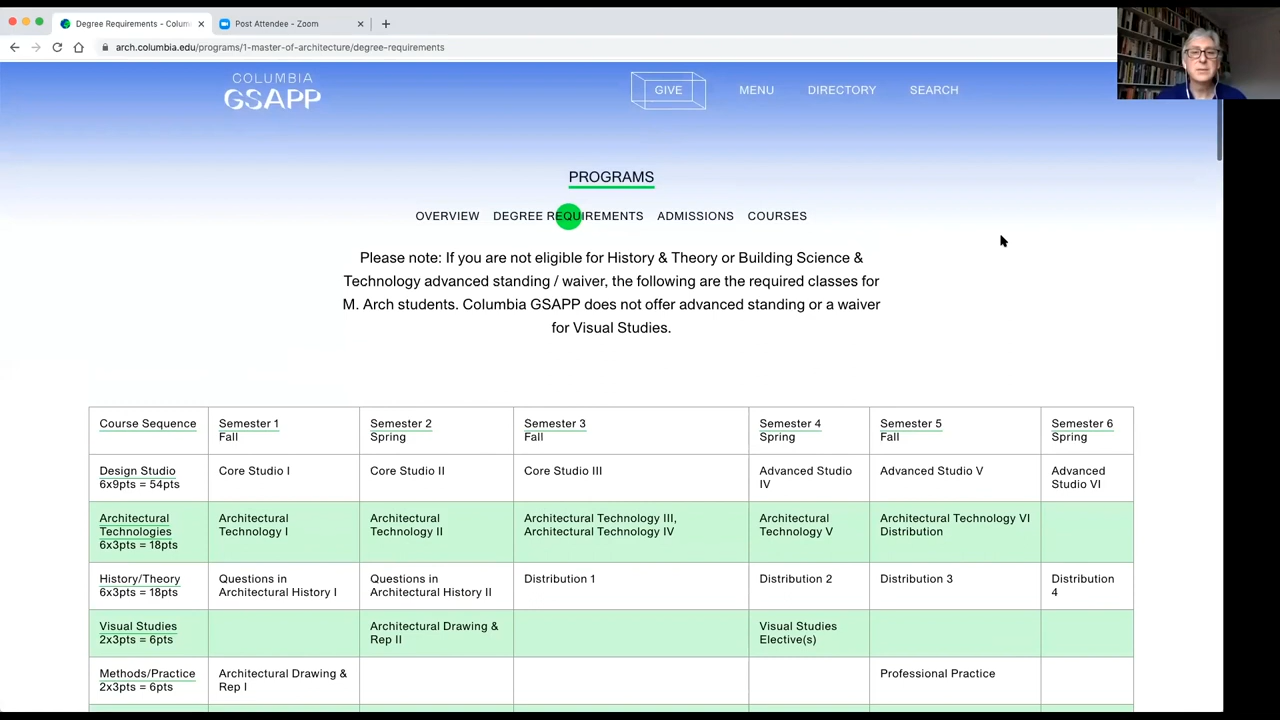 Degree Requirements - Colum
Post Attendee - Zoom
arch.columbia.edu/programs/1-master-of-architecture/degree-requirements
COLUMBIA
GSAPP
GIVE
MENU
DIRECTORY
SEARCH
PROGRAMS
OVERVIEW DEGREE REQUIREMENTS ADMISSIONS COURSES
Please note: If you are not eligible for History & Theory or Building Science &
Technology advanced standing / waiver, the following are the required classes for
M. Arch students. Columbia GSAPP does not offer advanced standing or a waiver
for Visual Studies.
Course Sequence
Semester 1
Fall
Semester 2
Spring
Semester 3
Fall
Semester 4
Spring
Semester 5
Fall
Semester 6
Spring
Design Studio
6x9pts = 54pts
Core Studio I
Core Studio II
Core Studio III
Advanced Studio
IV
Advanced Studio V
Advanced
Studio VI
Architectural
Technologies
6x3pts = 18pts
Architectural
Technology I
Architectural
Technology II
Architectural Technology III,
Architectural Technology IV
Architectural
Technology V
Architectural Technology VI
Distribution
History/Theory
6x3pts = 18pts
Questions in
Architectural History I
Questions in
Architectural History II
Distribution 1
Distribution 2
Distribution 3
Distribution
4
Visual Studies
2x3pts = 6pts
Architectural Drawing &
Rep II
Visual Studies
Elective(s)
Methods/Practice
2x3pts = 6pts
Architectural Drawing &
Rep I
Professional Practice